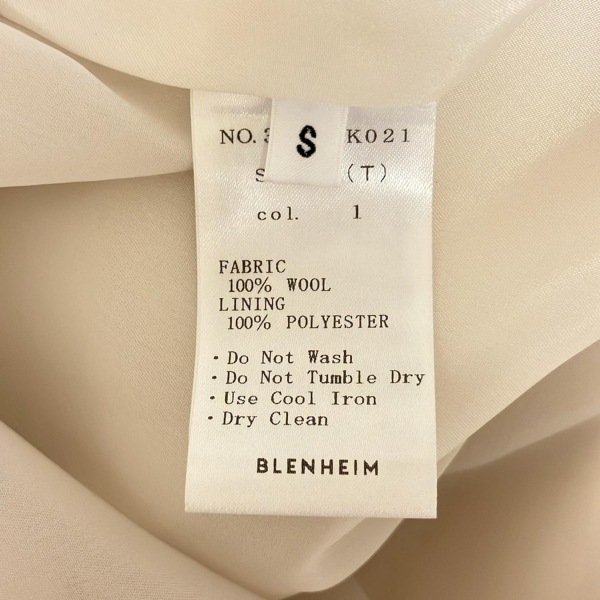 S
NO. K021
(T)
col. 1
FABRIC
100% WOOL
LINING
100% POLYESTER
・Do Not Wash
・Do Not Tumble Dry
・Use Cool Iron
・Dry Clean
BLENHEIM